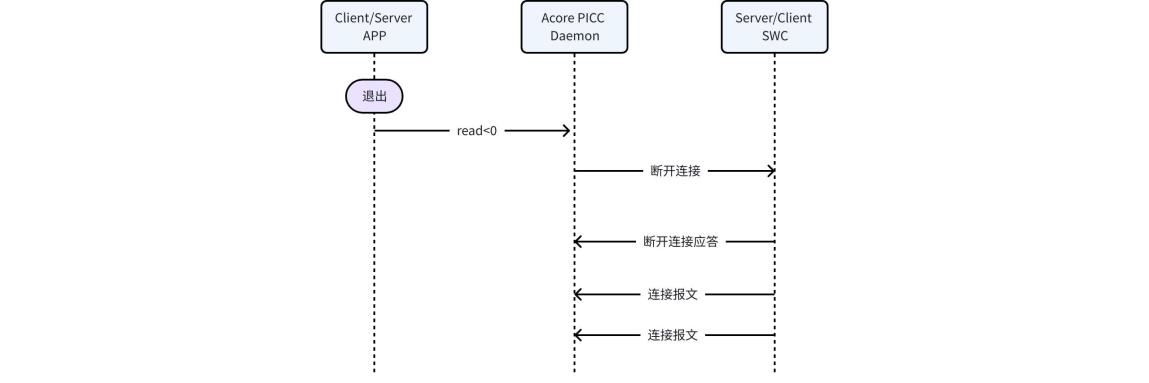 Client/Server
APP
Acore PICC
Daemon
Server/Client
SWC
退出
read<0
断开连接
断开连接应答
连接报文
连接报文